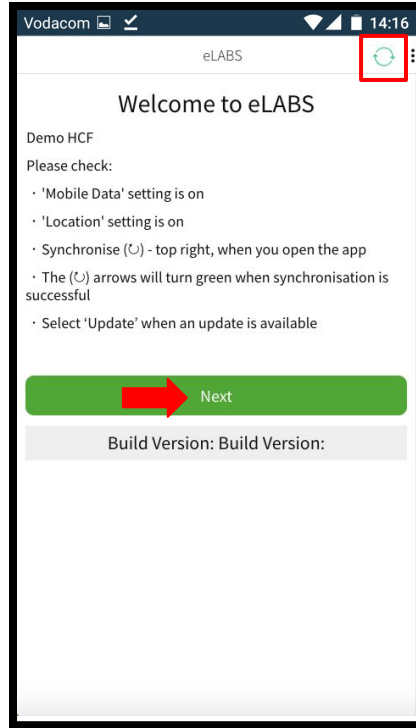 Vodacom 14:16
eLABS
Welcome to eLABS
Demo HCF
Please check:
· 'Mobile Data' setting is on
· 'Location' setting is on
· Synchronise (↻) - top right, when you open the app
· The (↻) arrows will turn green when synchronisation is
successful
· Select ‘Update’ when an update is available
Next
Build Version: Build Version: